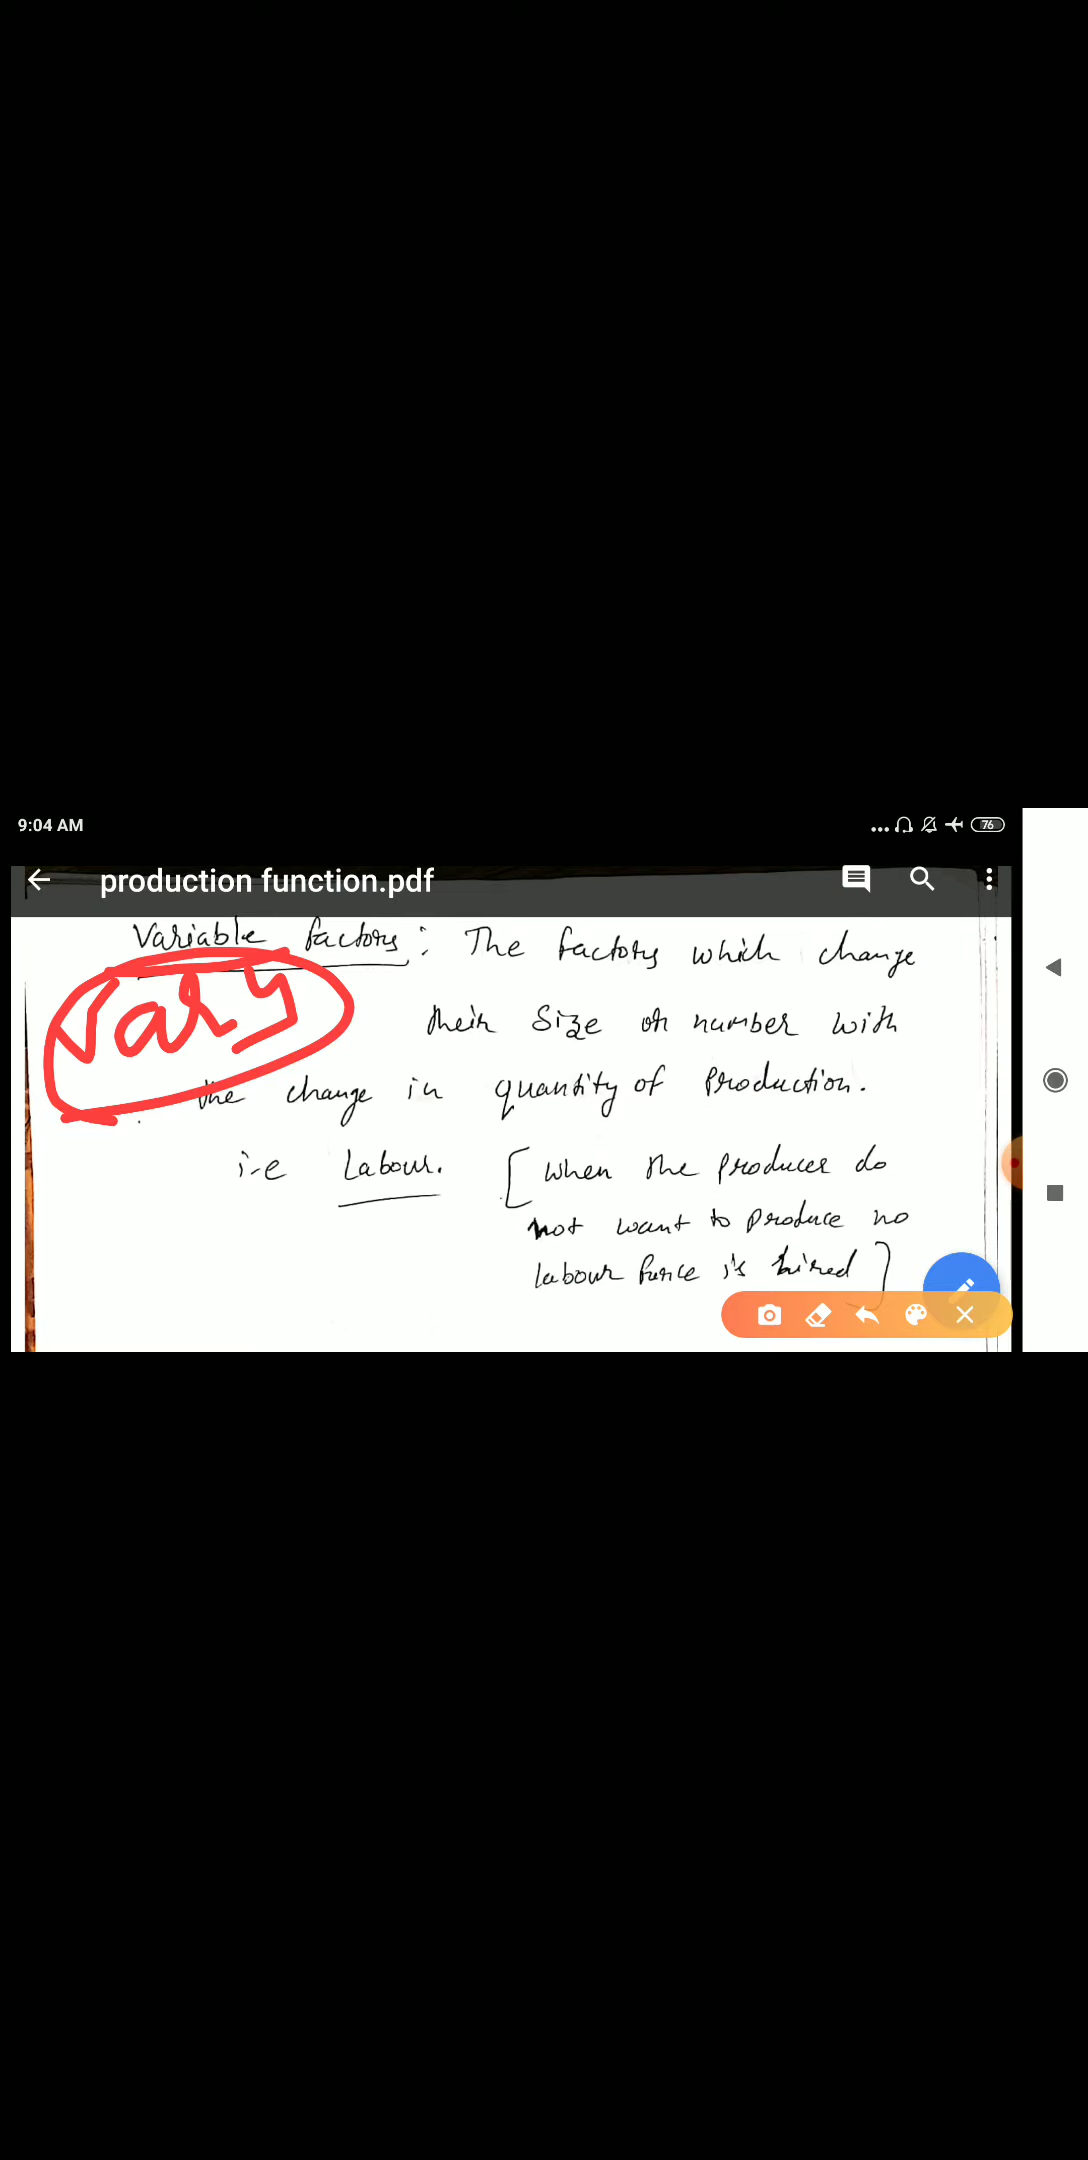 9:04 AM
76
production function.pdf
Variable factors: The factors which change
Vary
their size or number with
the change in quantity of production.
i-e Labour. [when the producer do
not want to produce no
labour force is hired]